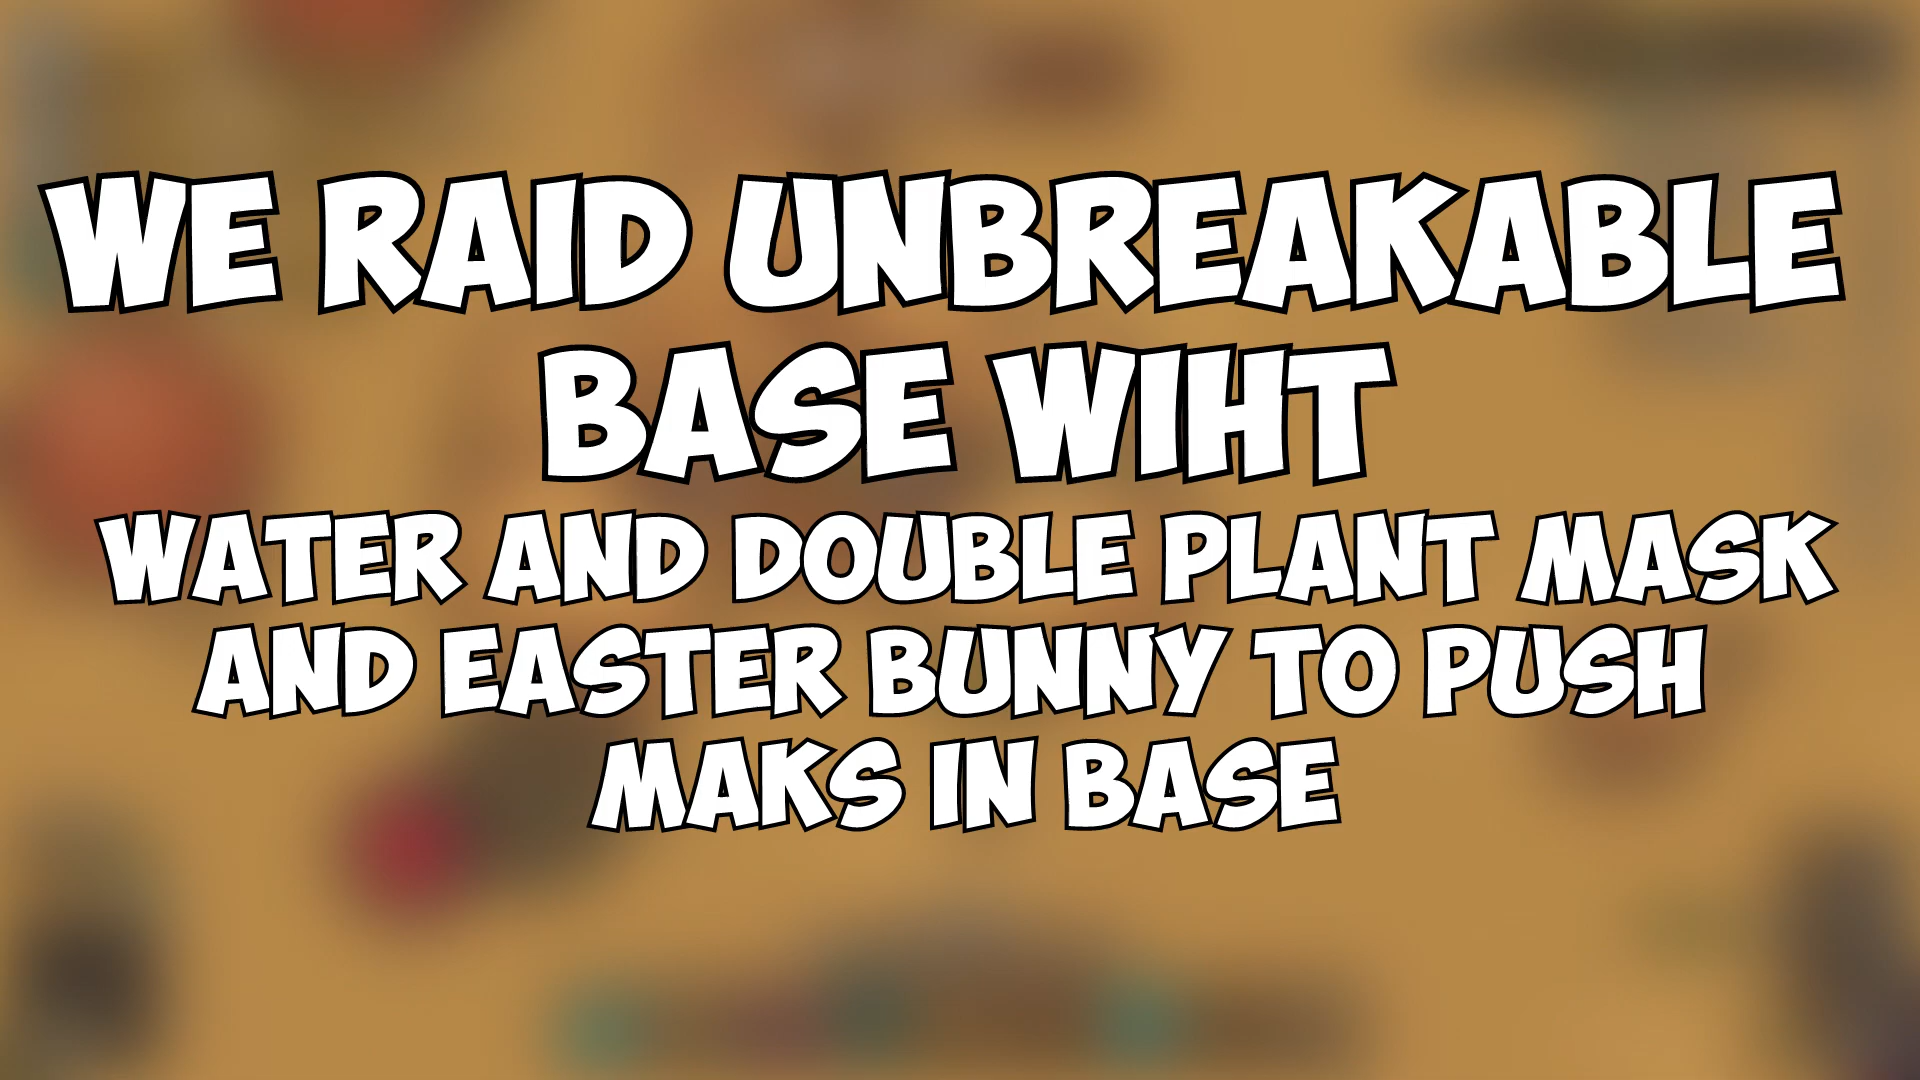 WE RAID UNBREAKABLE
BASE WIHT
WATER AND DOUBLE PLANT MASK
AND EASTER BUNNY TO PUSH
MAKS IN BASE